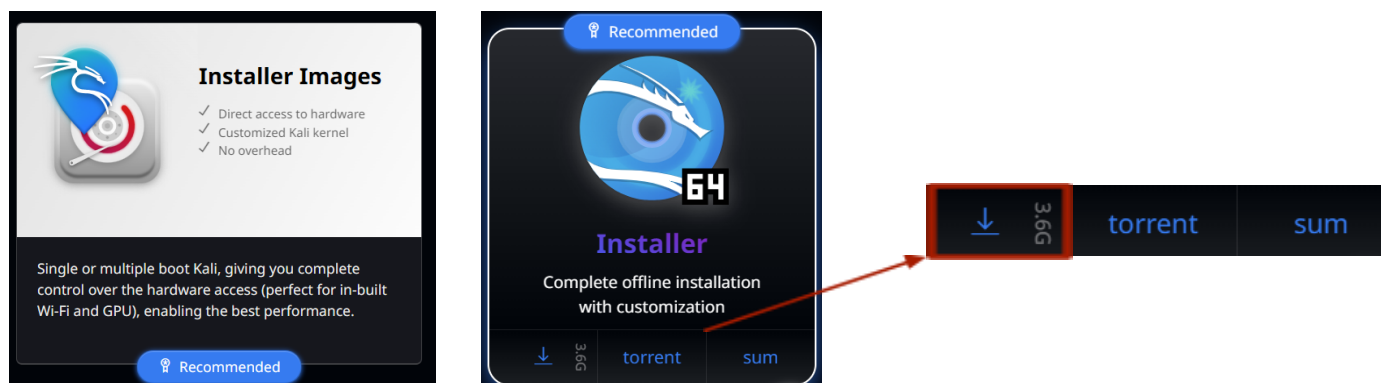 Installer Images
Direct access to hardware
Customized Kali kernel
No overhead
Single or multiple boot Kali, giving you complete
control over the hardware access (perfect for in-built
Wi-Fi and GPU), enabling the best performance.
Recommended
Recommended
64
Installer
Complete offline installation
with customization
3.6G
torrent
sum
3.6G
torrent
sum